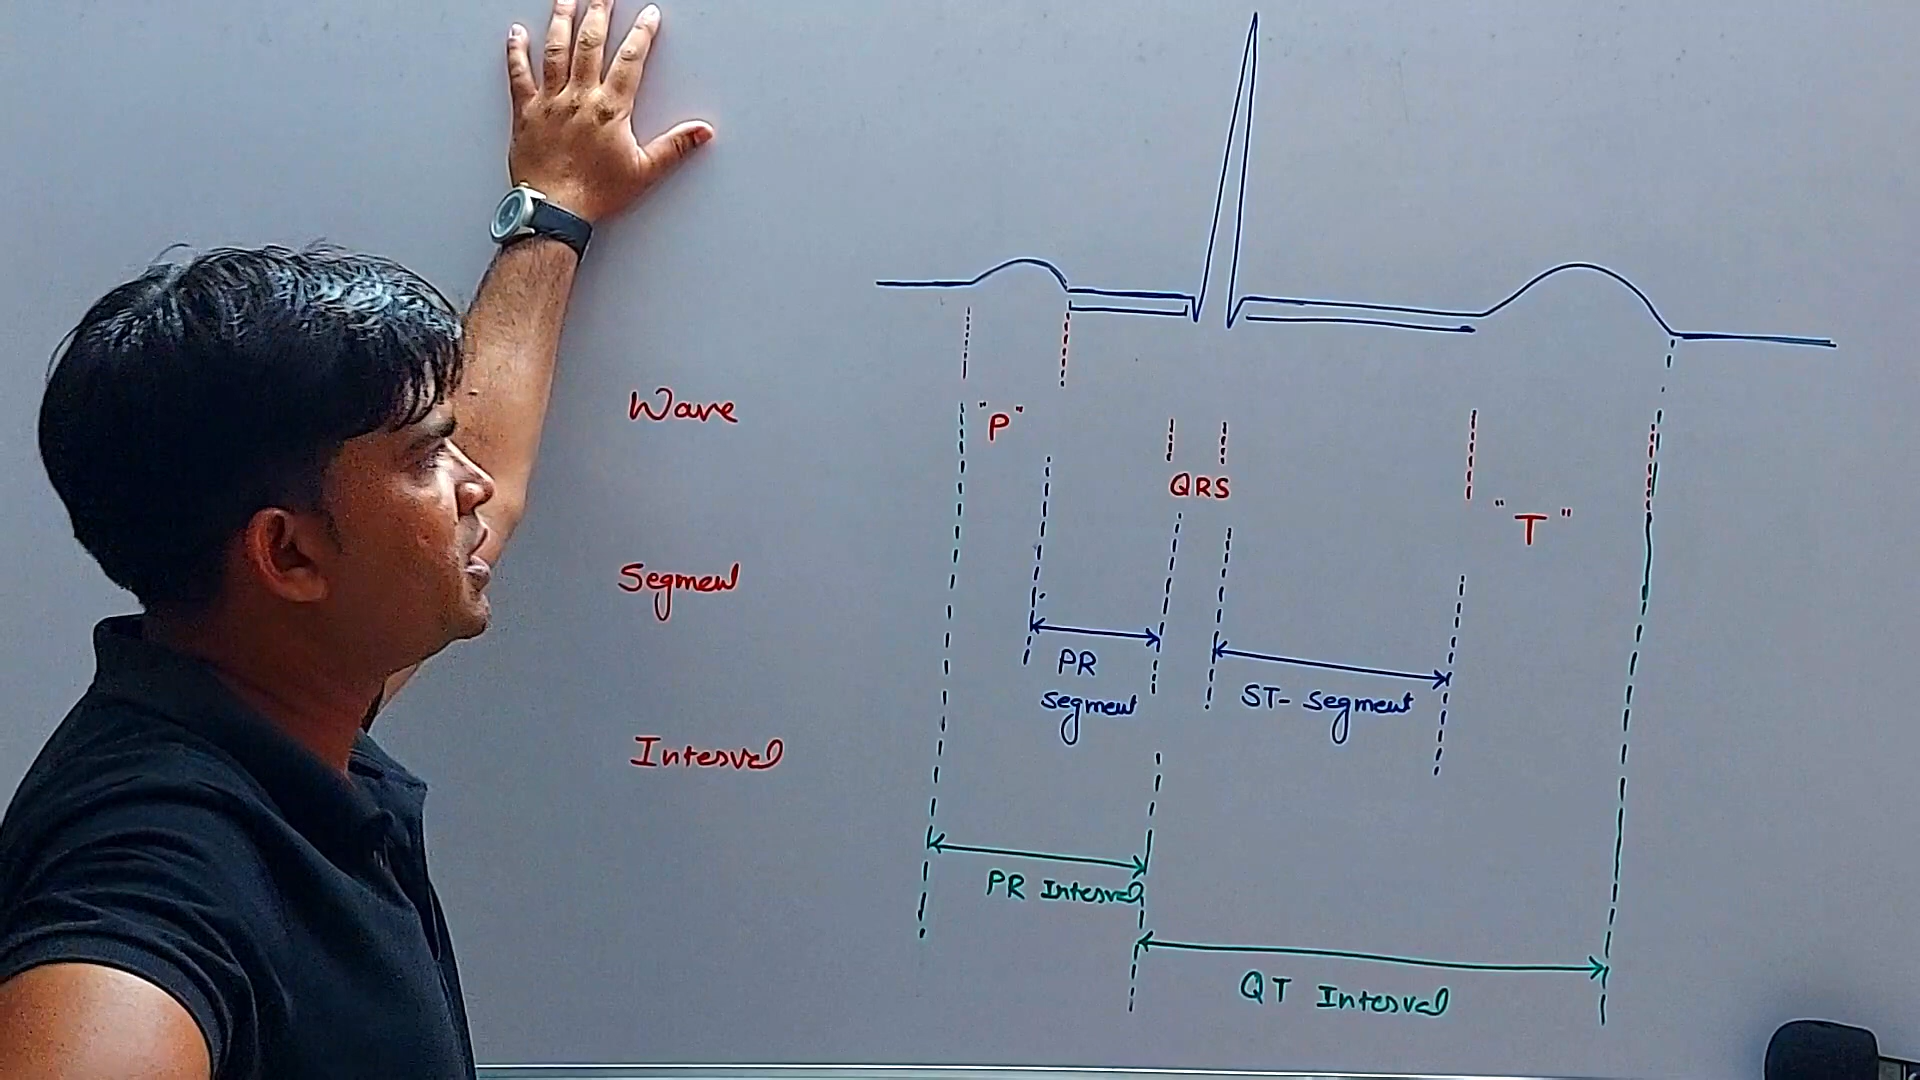 Wave
"P"
QRS
"T"
Segment
PR
segment
ST- segment
Interval
PR Interval
QT Interval